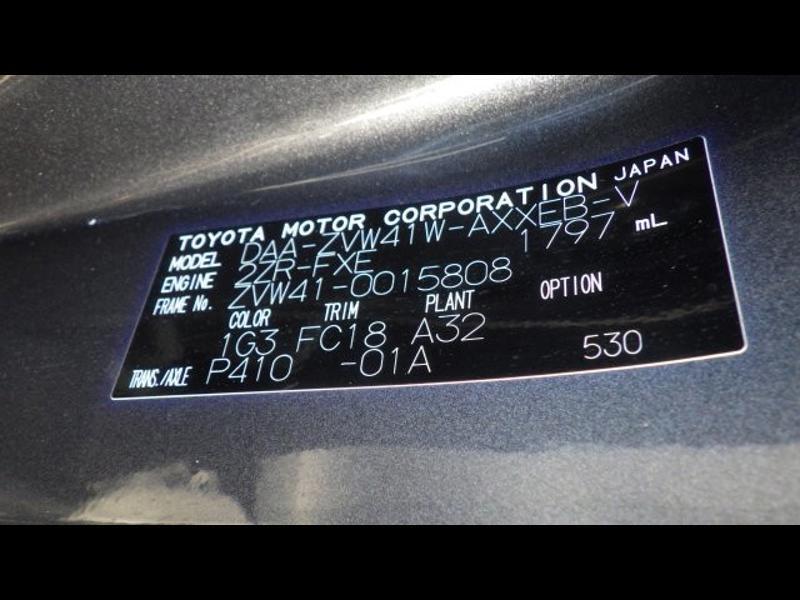 TOYOTA MOTOR CORPORATION JAPAN
MODEL DAA-ZVW41W-AXXEB-V
ENGINE 2ZR-FXE 1797 mL
FRAME No. ZVW41-0015808
COLOR TRIM PLANT OPTION
1G3 FC18 A32
TRANS./AXLE P410 -01A 530